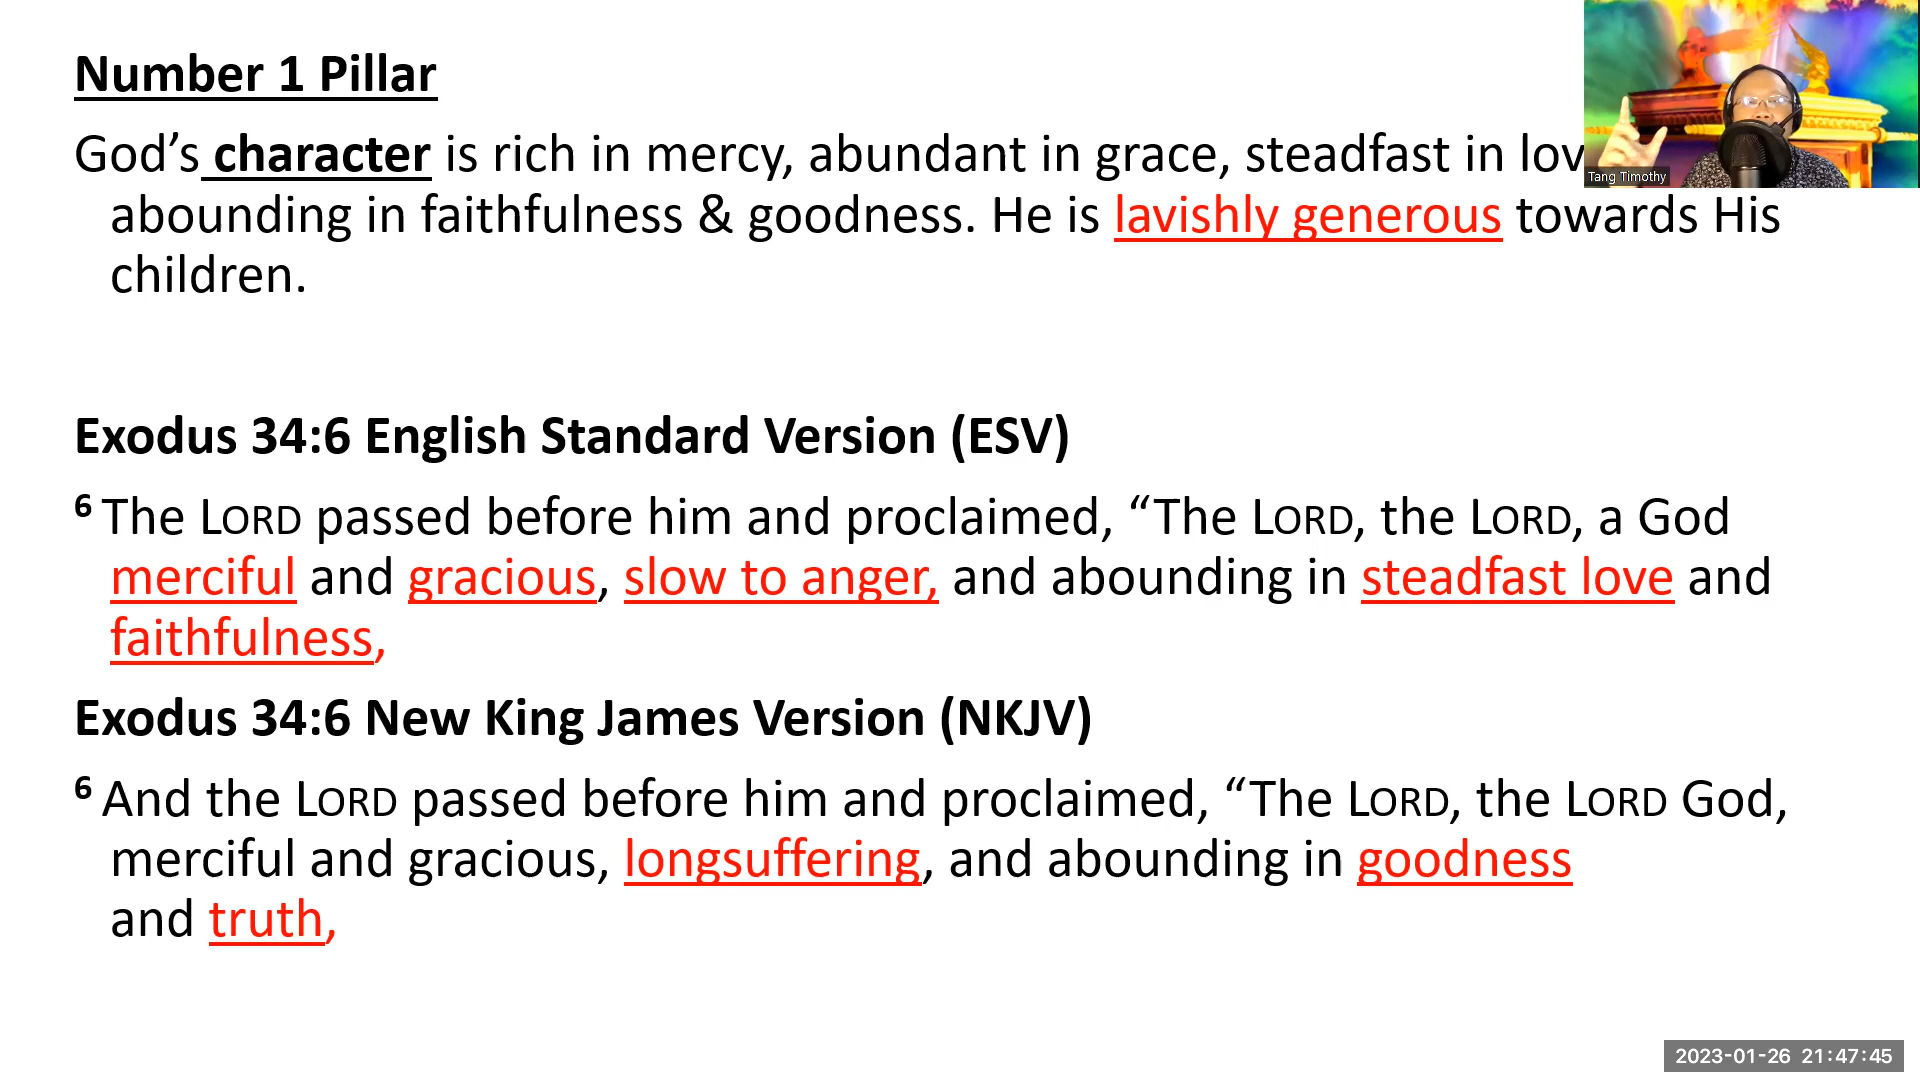 Number 1 Pillar
God’s character is rich in mercy, abundant in grace, steadfast in
abounding in faithfulness & goodness. He is lavishly generous towards His
children.
Exodus 34:6 English Standard Version (ESV)
6 The LORD passed before him and proclaimed, “The LORD, the LORD, a God
merciful and gracious, slow to anger, and abounding in steadfast love and
faithfulness,
Exodus 34:6 New King James Version (NKJV)
6 And the LORD passed before him and proclaimed, “The LORD, the LORD God,
merciful and gracious, longsuffering, and abounding in goodness
and truth,
Tang Timothy
2023-01-26 21:47:45